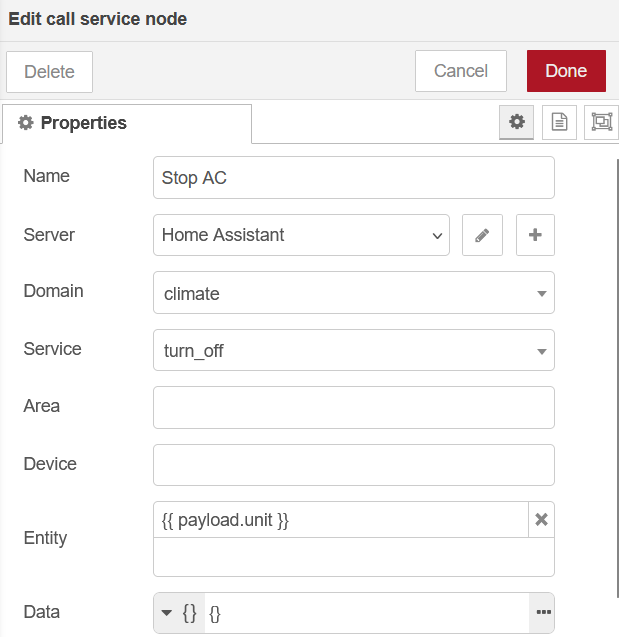 Edit call service node
Delete
Cancel
Done
Properties
Name
Stop AC
Server
Home Assistant
Domain
climate
Service
turn_off
Area
Device
Entity
{{ payload.unit }}
Data
{} {}